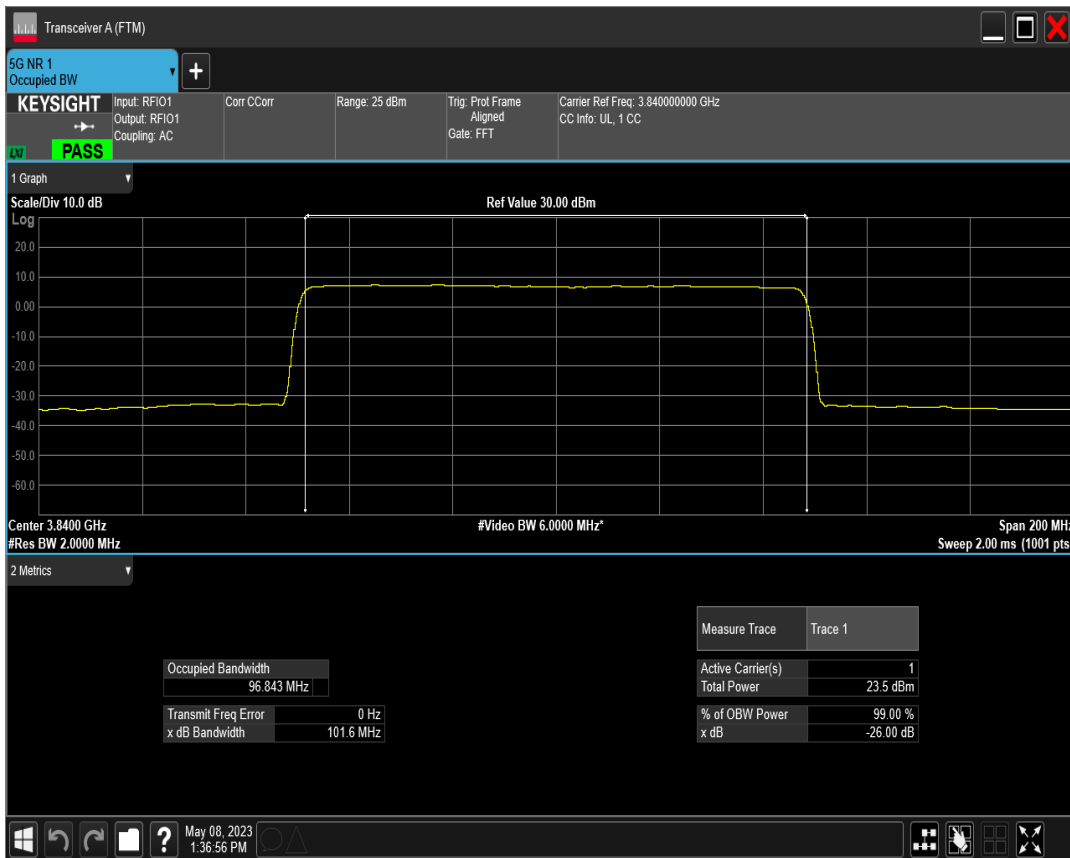 Transceiver A (FTM)
5G NR 1
Occupied BW
+
KEYSIGHT
LXI
PASS
Input: RFIO1
Output: RFIO1
Coupling: AC
Corr CCorr
Range: 25 dBm
Trig: Prot Frame
Aligned
Gate: FFT
Carrier Ref Freq: 3.840000000 GHz
CC Info: UL, 1 CC
1 Graph
Scale/Div 10.0 dB
Ref Value 30.00 dBm
Log
20.0
10.0
0.00
-10.0
-20.0
-30.0
-40.0
-50.0
-60.0
Center 3.8400 GHz
#Video BW 6.0000 MHz*
Span 200 MHz
#Res BW 2.0000 MHz
Sweep 2.00 ms (1001 pts
2 Metrics
Measure Trace Trace 1
Occupied Bandwidth
96.843 MHz
Active Carrier(s) 1
Total Power 23.5 dBm
Transmit Freq Error 0 Hz
x dB Bandwidth 101.6 MHz
% of OBW Power 99.00 %
x dB -26.00 dB
?
May 08, 2023
1:36:56 PM